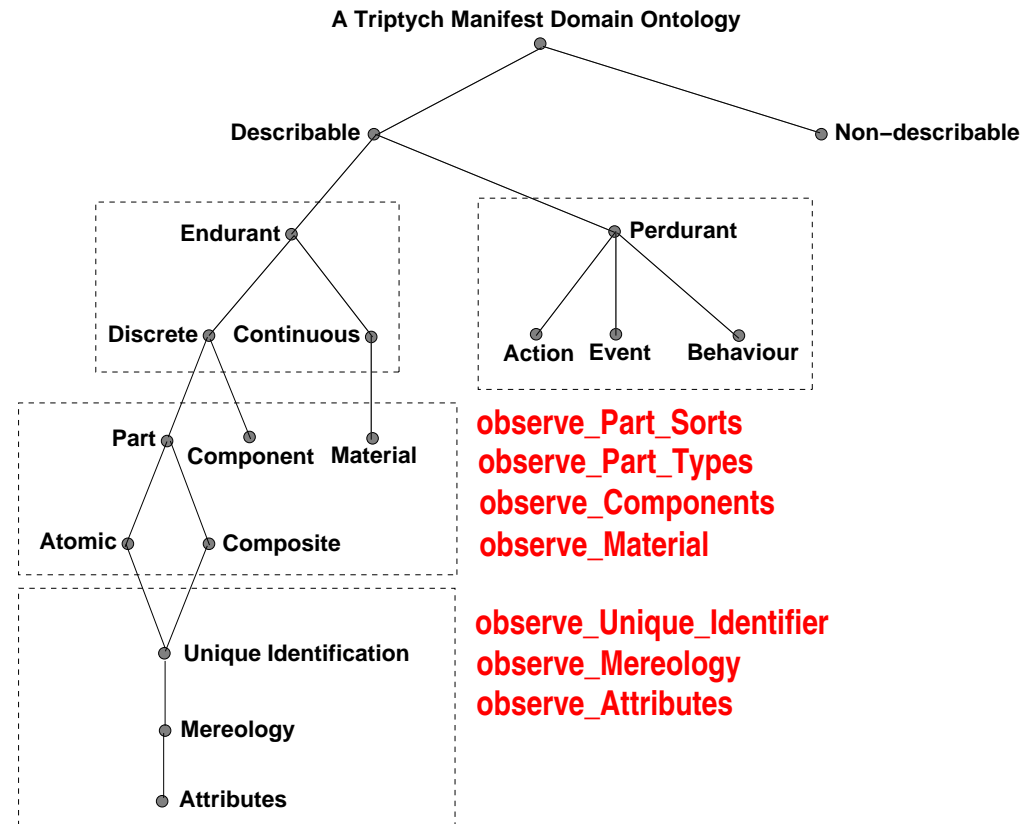 A Triptych Manifest Domain Ontology
Describable
Non−describable
Endurant
Perdurant
Discrete
Continuous
Action
Event
Behaviour
Part
Component
Material
observe_Part_Sorts
observe_Part_Types
observe_Components
observe_Material
Atomic
Composite
observe_Unique_Identifier
observe_Mereology
observe_Attributes
Unique Identification
Mereology
Attributes